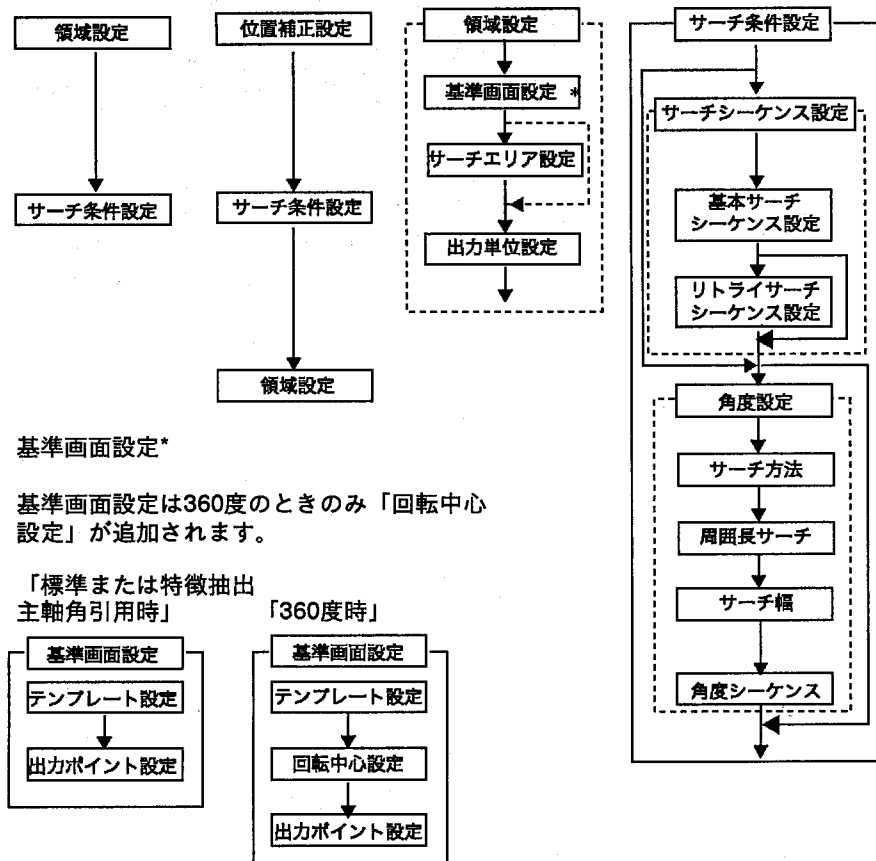 領域設定
サーチ条件設定
位置補正設定
サーチ条件設定
領域設定
領域設定
基準画面設定 *
サーチエリア設定
出力単位設定
サーチ条件設定
サーチシーケンス設定
基本サーチ
シーケンス設定
リトライサーチ
シーケンス設定
角度設定
サーチ方法
周囲長サーチ
サーチ幅
角度シーケンス
基準画面設定*
基準画面設定は360度のときのみ「回転中心
設定」が追加されます。
「標準または特徴抽出
主軸角引用時」
基準画面設定
テンプレート設定
出力ポイント設定
「360度時」
基準画面設定
テンプレート設定
回転中心設定
出力ポイント設定